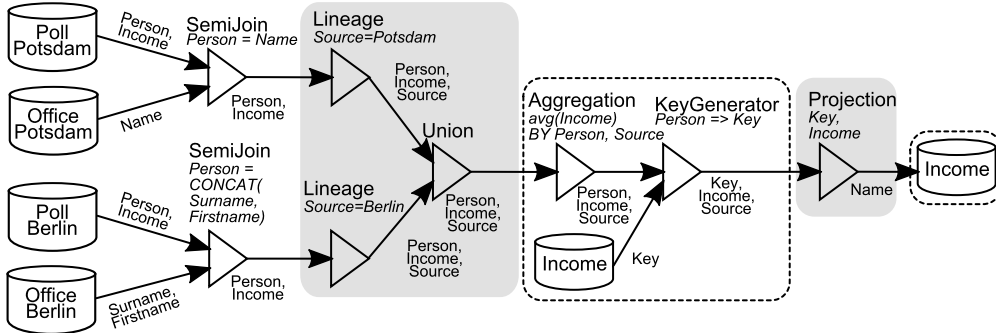 Poll
Potsdam
Person,
Income
SemiJoin
Person = Name
Office
Potsdam
Name
Person,
Income
Lineage
Source=Potsdam
Person,
Income,
Source
Union
SemiJoin
Person =
CONCAT(
Surname,
Firstname)
Poll
Berlin
Person,
Income
Office
Berlin
Surname,
Firstname
Person,
Income
Lineage
Source=Berlin
Person,
Income,
Source
Person,
Income,
Source
Aggregation
avg(Income)
BY Person, Source
Person,
Income,
Source
KeyGenerator
Person => Key
Income
Key
Key,
Income,
Source
Projection
Key,
Income
Name
Income